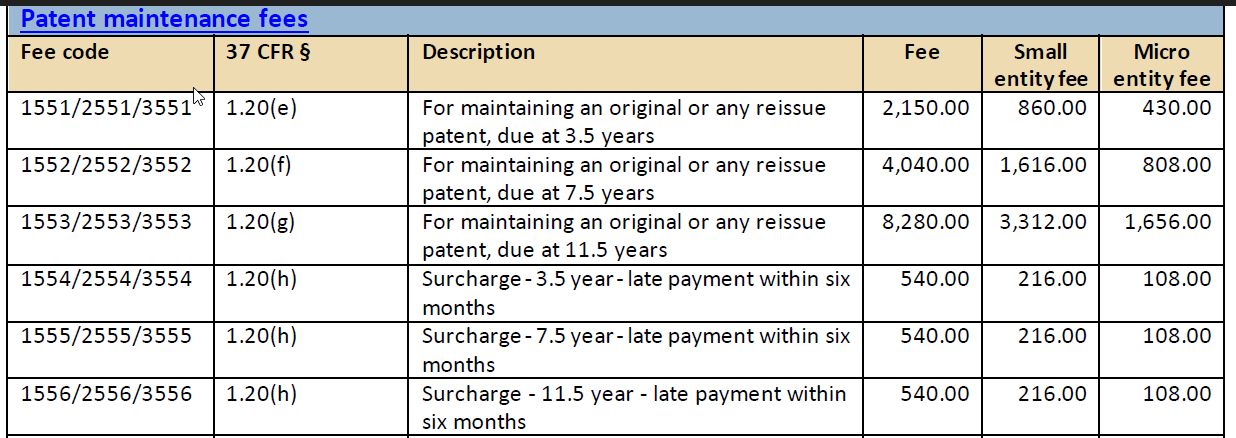 Patent maintenance fees
Fee code 37 CFR § Description Fee Small entity fee Micro entity fee
1551/2551/3551 1.20(e) For maintaining an original or any reissue 2,150.00 860.00 430.00
patent, due at 3.5 years
1552/2552/3552 1.20(f) For maintaining an original or any reissue 4,040.00 1,616.00 808.00
patent, due at 7.5 years
1553/2553/3553 1.20(g) For maintaining an original or any reissue 8,280.00 3,312.00 1,656.00
patent, due at 11.5 years
1554/2554/3554 1.20(h) Surcharge - 3.5 year - late payment within six 540.00 216.00 108.00
months
1555/2555/3555 1.20(h) Surcharge - 7.5 year - late payment within six 540.00 216.00 108.00
months
1556/2556/3556 1.20(h) Surcharge - 11.5 year - late payment within 540.00 216.00 108.00
six months